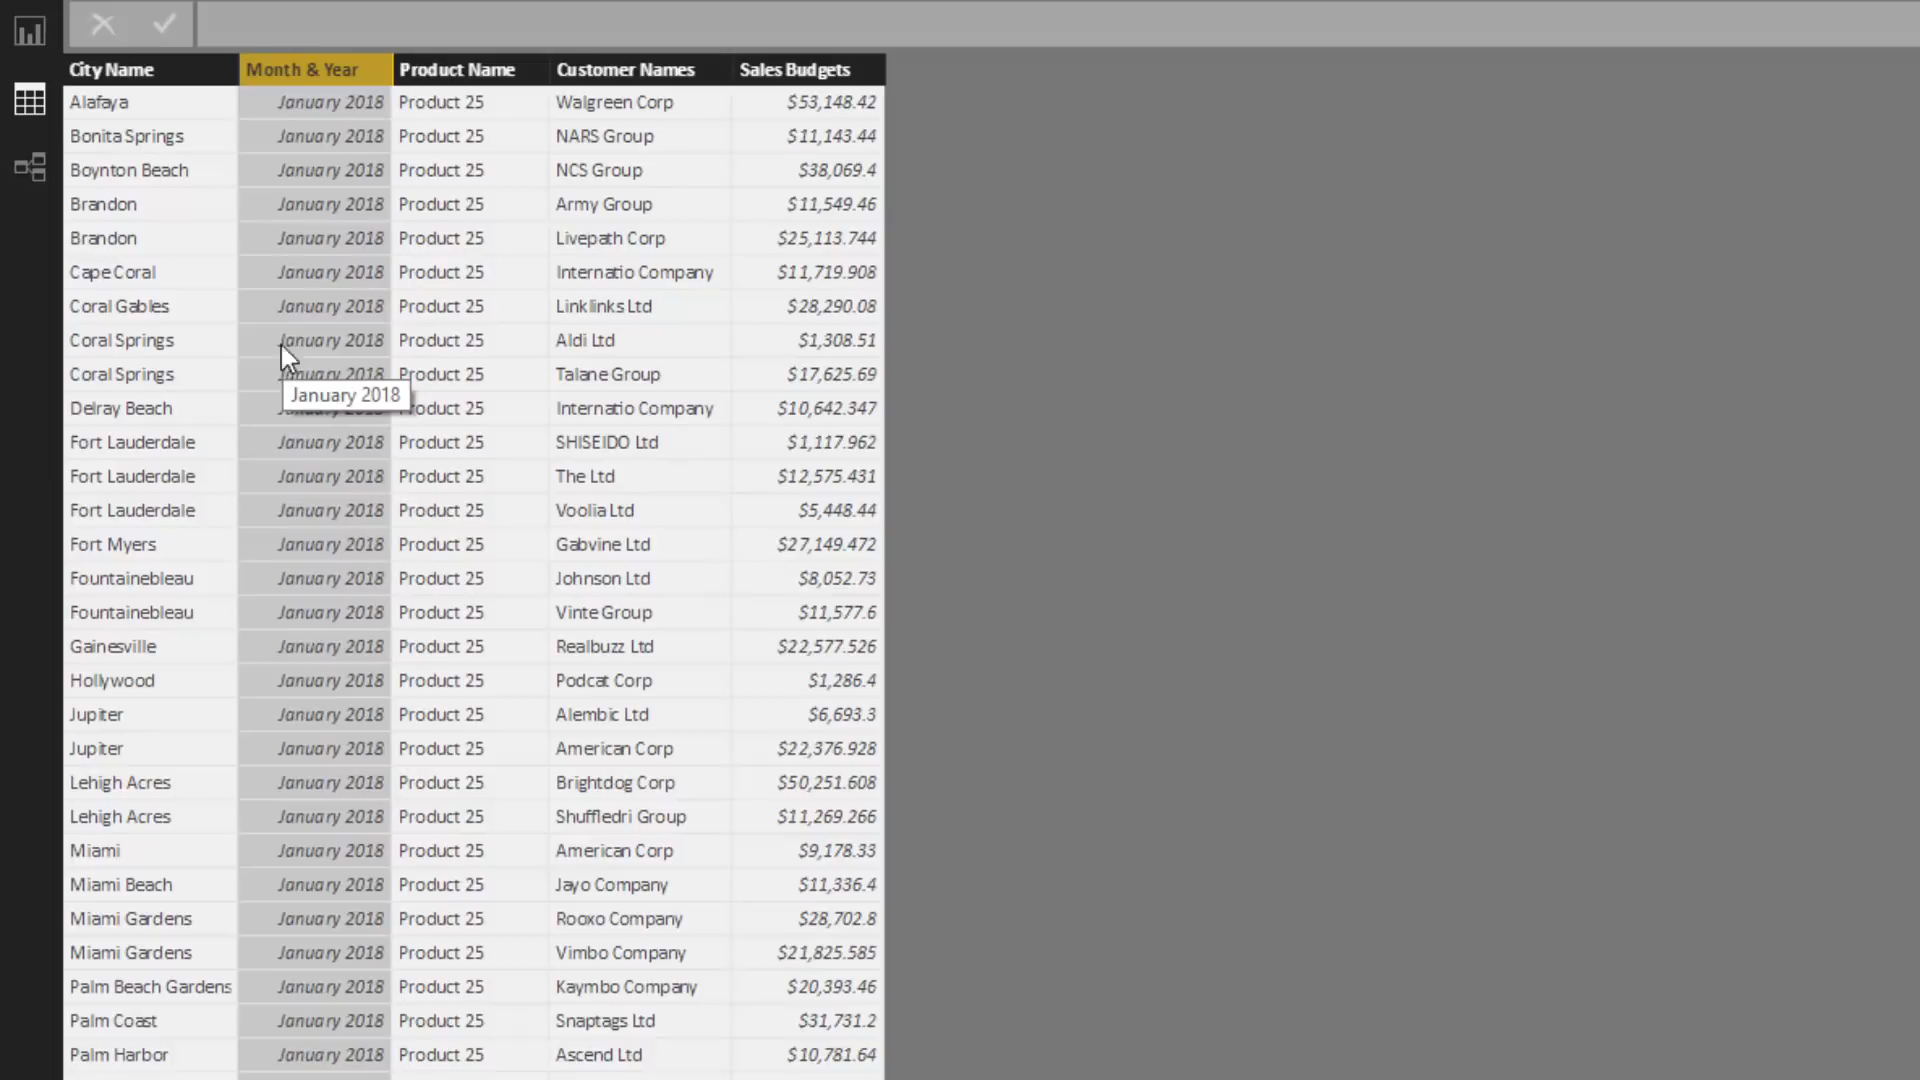 City Name Month & Year Product Name Customer Names Sales Budgets
Alafaya January 2018 Product 25 Walgreen Corp $53,148.42
Bonita Springs January 2018 Product 25 NARS Group $11,143.44
Boynton Beach January 2018 Product 25 NCS Group $38,069.4
Brandon January 2018 Product 25 Army Group $11,549.46
Brandon January 2018 Product 25 Livepath Corp $25,113.744
Cape Coral January 2018 Product 25 Internatio Company $11,719.908
Coral Gables January 2018 Product 25 Linklinks Ltd $28,290.08
Coral Springs January 2018 Product 25 Aldi Ltd $1,308.51
Coral Springs January 2018 Product 25 Talane Group $17,625.69
January 2018
Delray Beach January 2018 Product 25 Internatio Company $10,642.347
Fort Lauderdale January 2018 Product 25 SHISEIDO Ltd $1,117.962
Fort Lauderdale January 2018 Product 25 The Ltd $12,575.431
Fort Lauderdale January 2018 Product 25 Voolia Ltd $5,448.44
Fort Myers January 2018 Product 25 Gabvine Ltd $27,149.472
Fountainebleau January 2018 Product 25 Johnson Ltd $8,052.73
Fountainebleau January 2018 Product 25 Vinte Group $11,577.6
Gainesville January 2018 Product 25 Realbuzz Ltd $22,577.526
Hollywood January 2018 Product 25 Podcat Corp $1,286.4
Jupiter January 2018 Product 25 Alembic Ltd $6,693.3
Jupiter January 2018 Product 25 American Corp $22,376.928
Lehigh Acres January 2018 Product 25 Brightdog Corp $50,251.608
Lehigh Acres January 2018 Product 25 Shuffledri Group $11,269.266
Miami January 2018 Product 25 American Corp $9,178.33
Miami Beach January 2018 Product 25 Jayo Company $11,336.4
Miami Gardens January 2018 Product 25 Rooxo Company $28,702.8
Miami Gardens January 2018 Product 25 Vimbo Company $21,825.585
Palm Beach Gardens January 2018 Product 25 Kaymbo Company $20,393.46
Palm Coast January 2018 Product 25 Snaptags Ltd $31,731.2
Palm Harbor January 2018 Product 25 Ascend Ltd $10,781.64